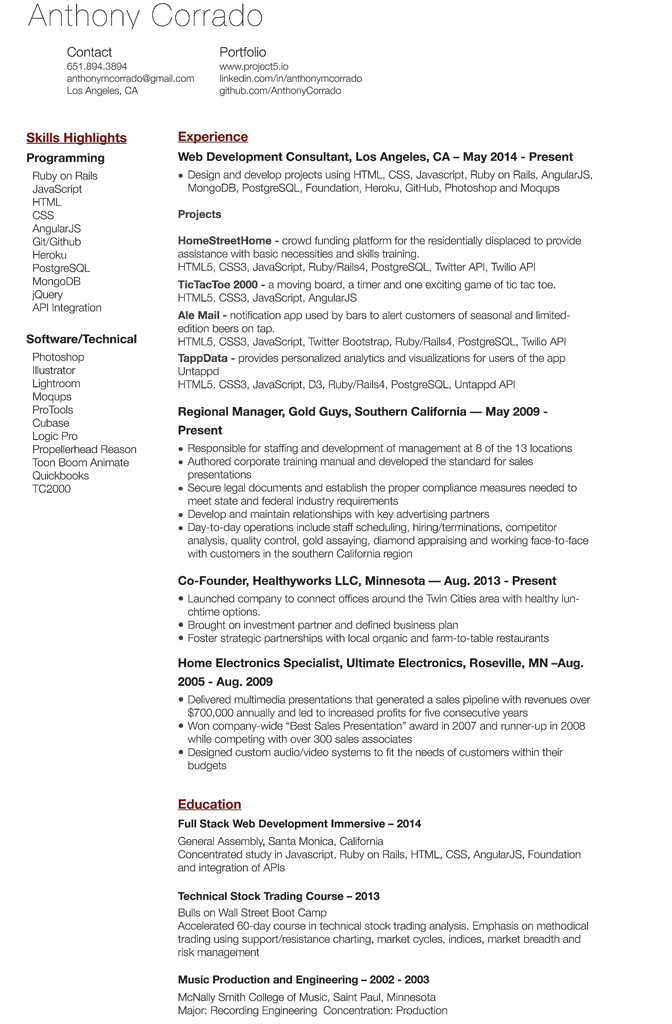 Anthony Corrado
Contact
651.894.3894
anthonymcorrado@gmail.com
Los Angeles, CA
Portfolio
www.project5.io
linkedin.com/in/anthonymcorrado
github.com/AnthonyCorrado
Skills Highlights
Programming
Ruby on Rails
JavaScript
HTML
CSS
AngularJS
Git/Github
Heroku
PostgreSQL
MongoDB
jQuery
API Integration
Software/Technical
Photoshop
Illustrator
Lightroom
Moqups
ProTools
Cubase
Logic Pro
Propellerhead Reason
Toon Boom Animate
Quickbooks
TC2000
Experience
Web Development Consultant, Los Angeles, CA – May 2014 - Present
• Design and develop projects using HTML, CSS, Javascript, Ruby on Rails, AngularJS,
MongoDB, PostgreSQL, Foundation, Heroku, GitHub, Photoshop and Moqups
Projects
HomeStreetHome - crowd funding platform for the residentially displaced to provide
assistance with basic necessities and skills training.
HTML5, CSS3, JavaScript, Ruby/Rails4, PostgreSQL, Twitter API, Twilio API
TicTacToe 2000 - a moving board, a timer and one exciting game of tic tac toe.
HTML5, CSS3, JavaScript, AngularJS
Ale Mail - notification app used by bars to alert customers of seasonal and limited-
edition beers on tap.
HTML5, CSS3, JavaScript, Twitter Bootstrap, Ruby/Rails4, PostgreSQL, Twilio API
TappData - provides personalized analytics and visualizations for users of the app
Untappd
HTML5, CSS3, JavaScript, D3, Ruby/Rails4, PostgreSQL, Untappd API
Regional Manager, Gold Guys, Southern California — May 2009 -
Present
• Responsible for staffing and development of management at 8 of the 13 locations
• Authored corporate training manual and developed the standard for sales
presentations
• Secure legal documents and establish the proper compliance measures needed to
meet state and federal industry requirements
• Develop and maintain relationships with key advertising partners
• Day-to-day operations include staff scheduling, hiring/terminations, competitor
analysis, quality control, gold assaying, diamond appraising and working face-to-face
with customers in the southern California region
Co-Founder, Healthyworks LLC, Minnesota — Aug. 2013 - Present
• Launched company to connect offices around the Twin Cities area with healthy lun-
chtime options.
• Brought on investment partner and defined business plan
• Foster strategic partnerships with local organic and farm-to-table restaurants
Home Electronics Specialist, Ultimate Electronics, Roseville, MN –Aug.
2005 - Aug. 2009
• Delivered multimedia presentations that generated a sales pipeline with revenues over
$700,000 annually and led to increased profits for five consecutive years
• Won company-wide “Best Sales Presentation” award in 2007 and runner-up in 2008
while competing with over 300 sales associates
• Designed custom audio/video systems to fit the needs of customers within their
budgets
Education
Full Stack Web Development Immersive – 2014
General Assembly, Santa Monica, California
Concentrated study in Javascript, Ruby on Rails, HTML, CSS, AngularJS, Foundation
and integration of APIs
Technical Stock Trading Course – 2013
Bulls on Wall Street Boot Camp
Accelerated 60-day course in technical stock trading analysis. Emphasis on methodical
trading using support/resistance charting, market cycles, indices, market breadth and
risk management
Music Production and Engineering – 2002 - 2003
McNally Smith College of Music, Saint Paul, Minnesota
Major: Recording Engineering  Concentration: Production